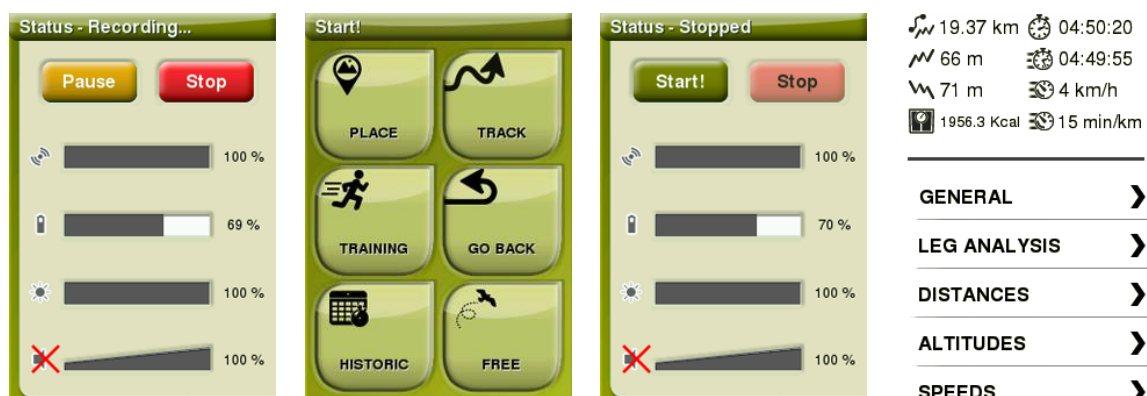 Status - Recording...
Pause Stop
100 %
69 %
100 %
100 %
Start!
PLACE TRACK
TRAINING GO BACK
HISTORIC FREE
Status - Stopped
Start! Stop
100 %
70 %
100 %
100 %
19.37 km 04:50:20
66 m 04:49:55
71 m 4 km/h
1956.3 Kcal 15 min/km
GENERAL
LEG ANALYSIS
DISTANCES
ALTITUDES
SPEEDS